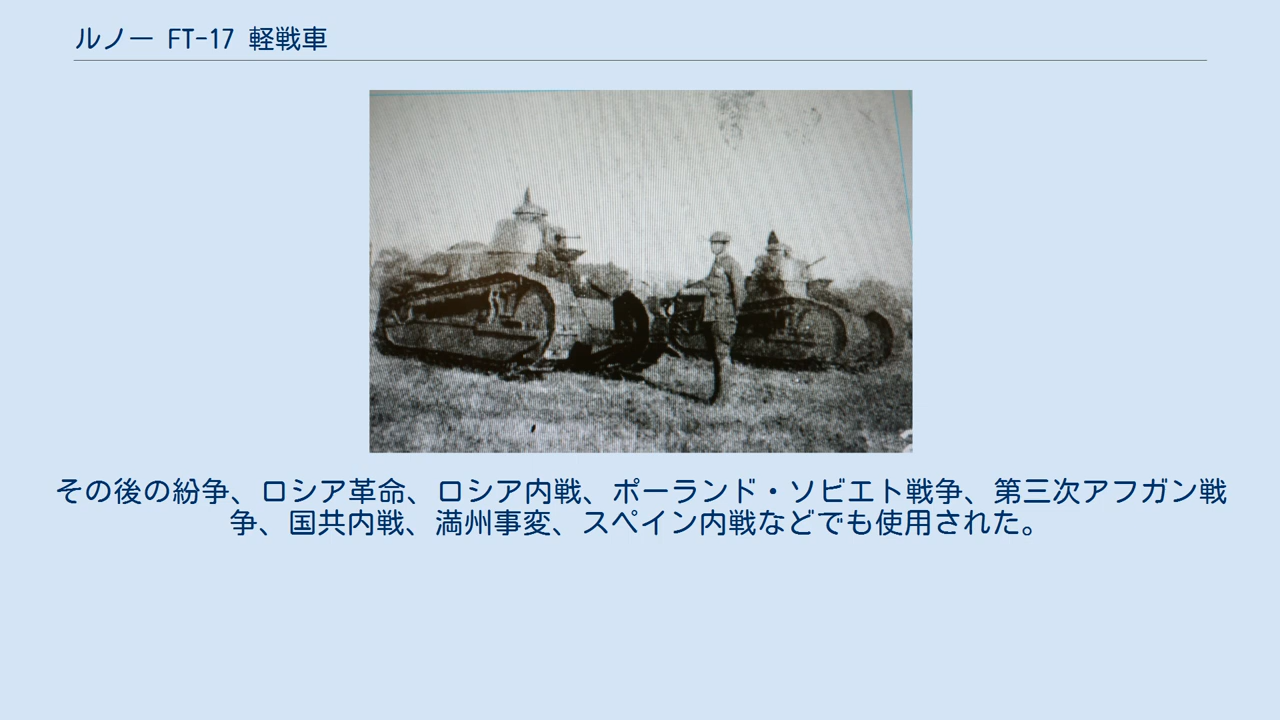 ルノー FT-17 軽戦車
その後の紛争、ロシア革命、ロシア内戦、ポーランド・ソビエト戦争、第三次アフガン戦
争、国共内戦、満州事変、スペイン内戦などでも使用された。